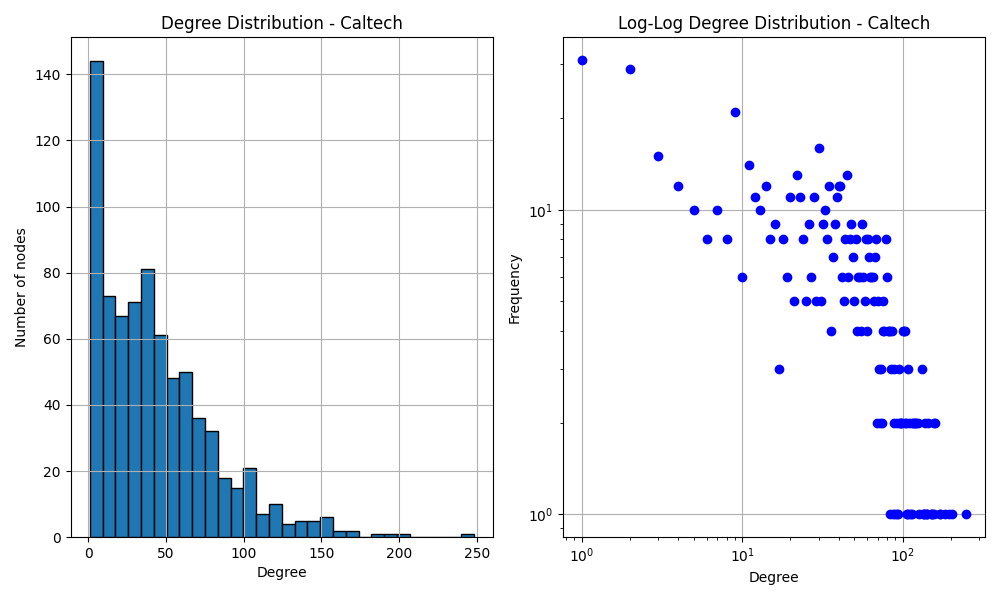 Degree Distribution - Caltech
140
120
100
80
60
40
20
0
Number of nodes
0 50 100 150 200 250
Degree
Log-Log Degree Distribution - Caltech
10¹
10⁰
Frequency
10⁰ 10¹ 10²
Degree